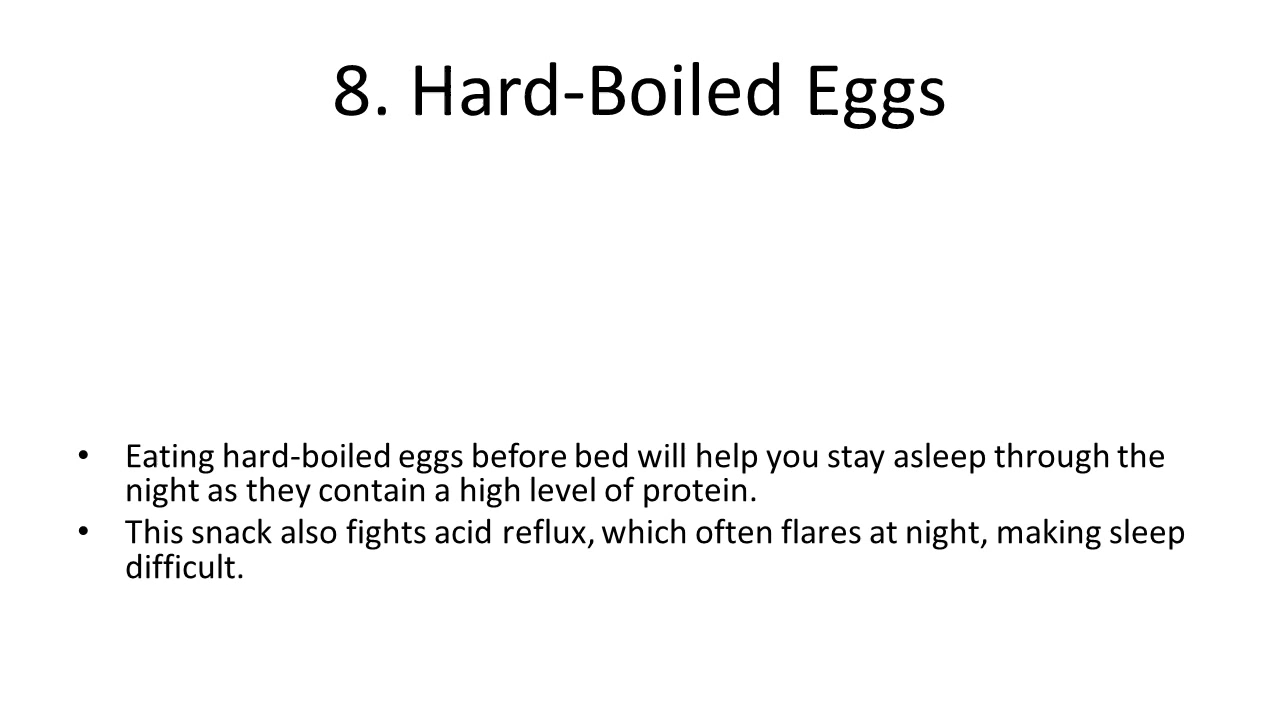 8. Hard-Boiled Eggs
• Eating hard-boiled eggs before bed will help you stay asleep through the
night as they contain a high level of protein.
• This snack also fights acid reflux, which often flares at night, making sleep
difficult.